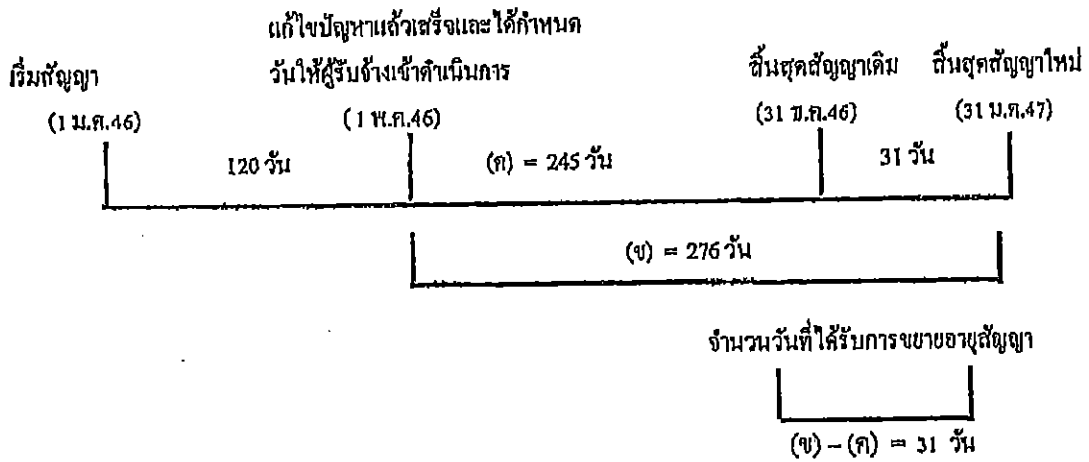 แก้ไขปัญหาแล้วเสร็จและได้กำหนด
วันให้ผู้รับจ้างเข้าดำเนินการ
เริ่มสัญญา
สิ้นสุดสัญญาเดิม
สิ้นสุดสัญญาใหม่
(1 ม.ค.46)
(1 พ.ค.46)
(31 ธ.ค.46)
(31 ม.ค.47)
120 วัน
(ค) = 245 วัน
31 วัน
(ข) = 276 วัน
จำนวนวันที่ได้รับการขยายอายุสัญญา
(ข) – (ค) = 31 วัน